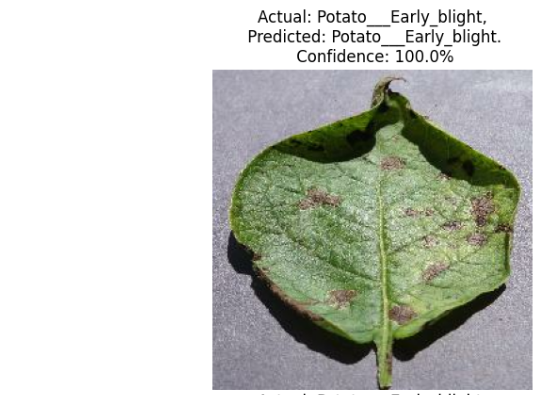 Actual: Potato___Early_blight,
Predicted: Potato___Early_blight.
Confidence: 100.0%